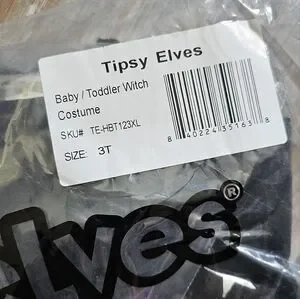 Tipsy Elves
Baby / Toddler Witch
Costume
SKU# TE-HBT123XL
SIZE: 3T
8 40224 35163 8
elves®